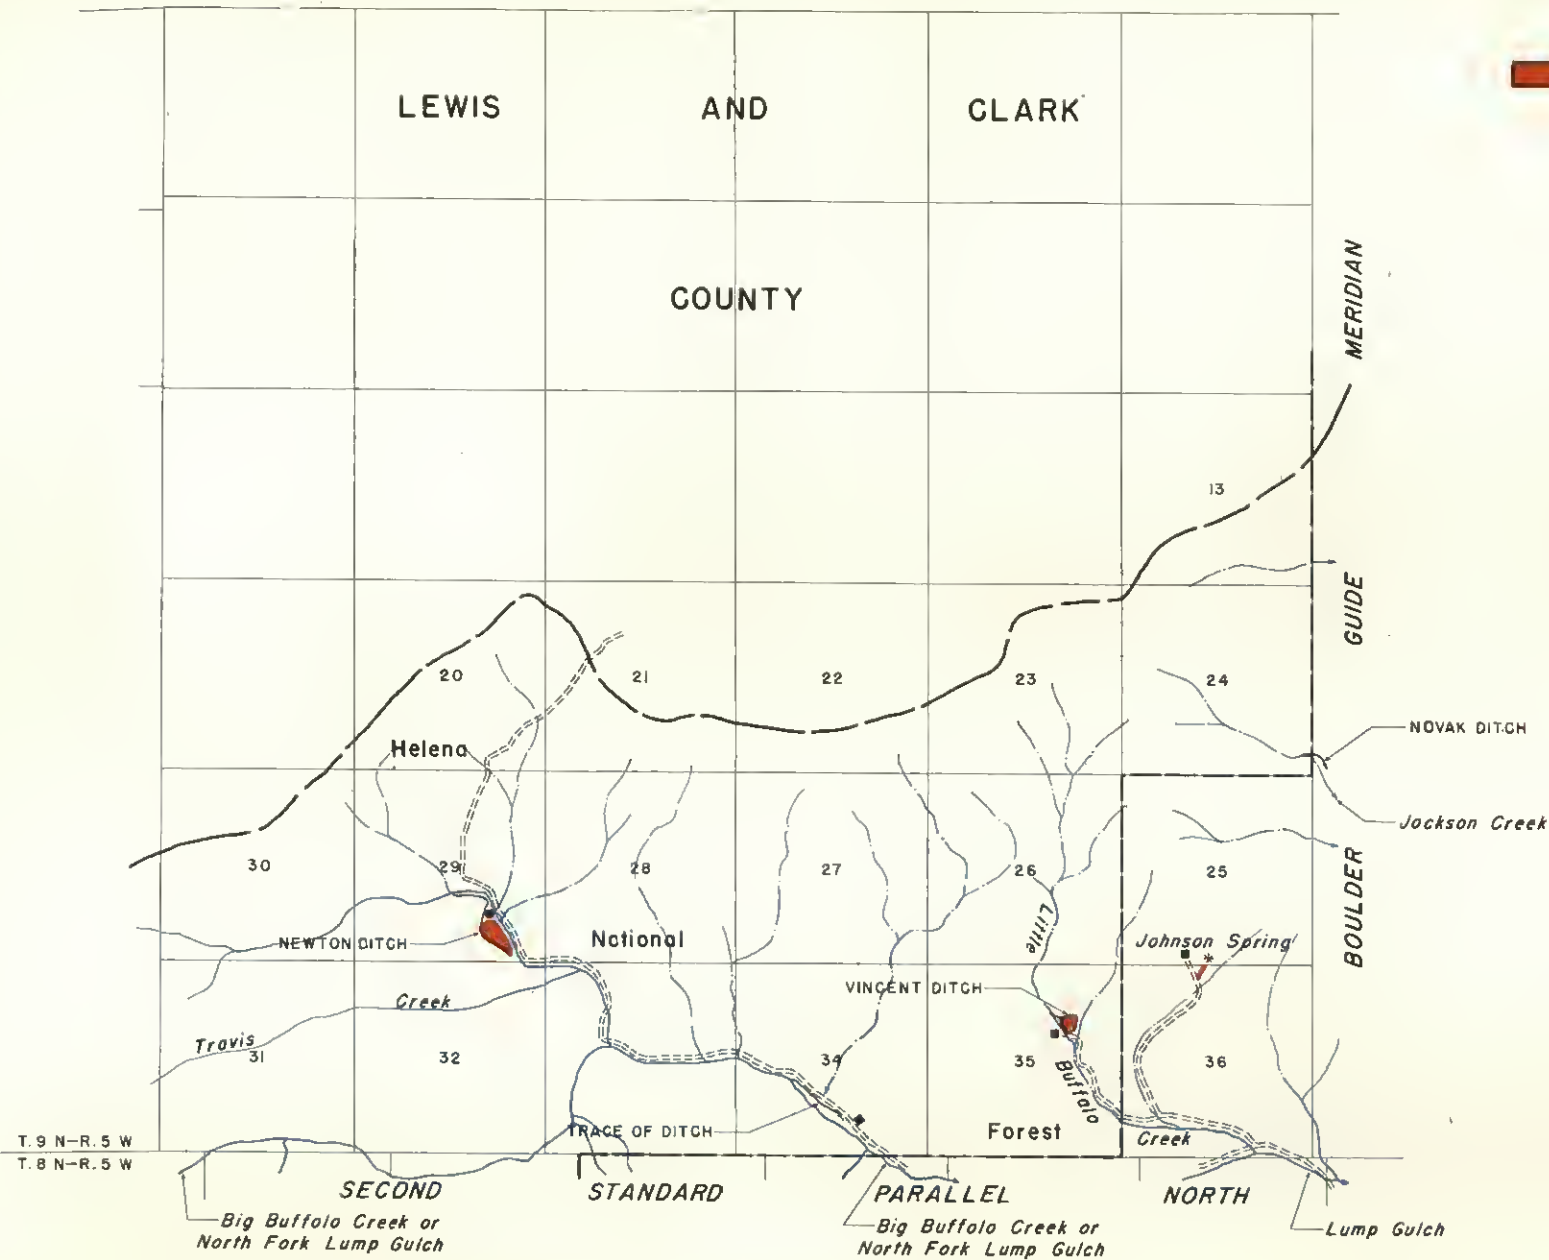 LEWIS AND CLARK
COUNTY
MERIDIAN
13
GUIDE
20 21 22 23 24
NOVAK DITCH
Helena
Jackson Creek
30 29 28 27 26 25
BOULDER
Little
NEWTON DITCH
National
Johnson Spring
*
VINCENT DITCH
Creek
Travis
31 32 34 35 36
Buffalo
TRACE OF DITCH
Forest
Creek
T. 9 N-R. 5 W
T. 8 N-R. 5 W
SECOND STANDARD PARALLEL NORTH
Big Buffalo Creek or
North Fork Lump Gulch
Big Buffalo Creek or
North Fork Lump Gulch
Lump Gulch